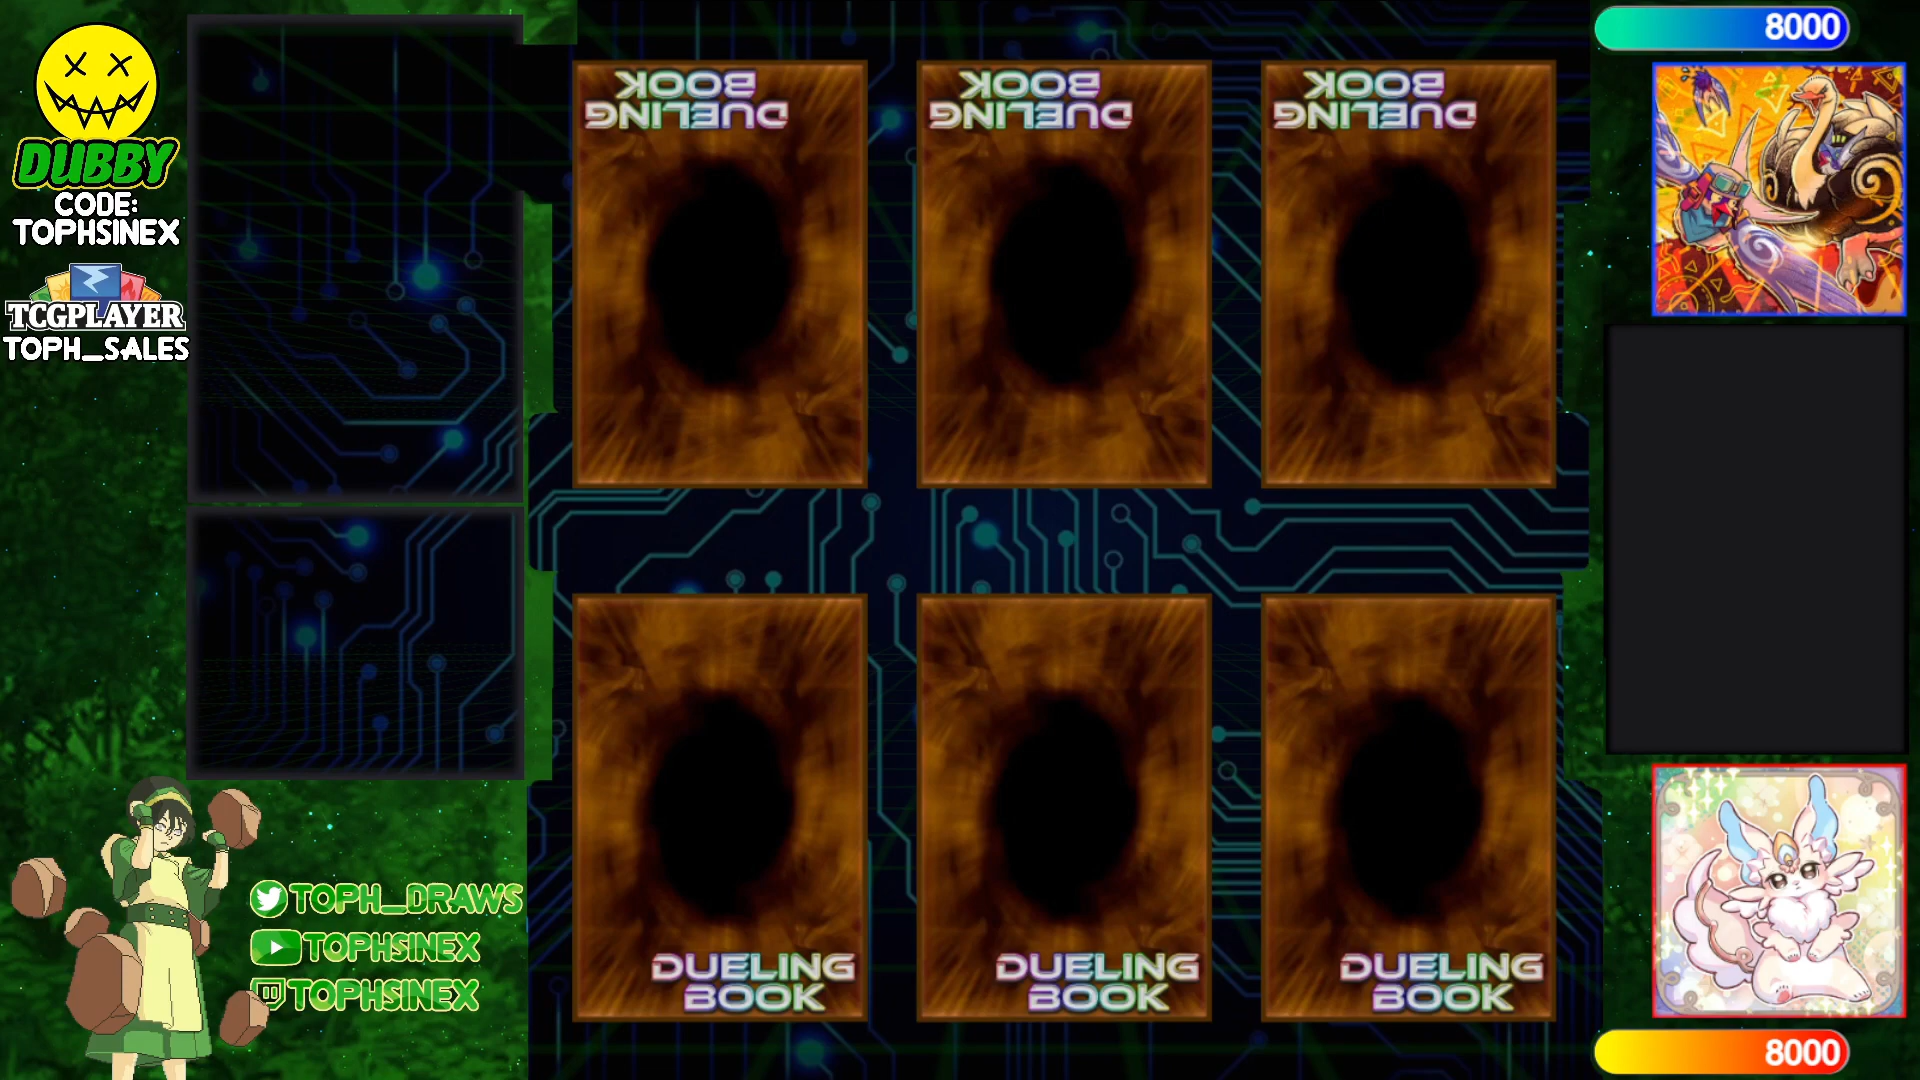 DUBBY
CODE:
TOPHSINEX
TCGPLAYER
TOPH_SALES
DUELING
BOOK
DUELING
BOOK
DUELING
BOOK
8000
DUELING
BOOK
DUELING
BOOK
DUELING
BOOK
TOPH_DRAWS
TOPHSINEX
TOPHSINEX
8000